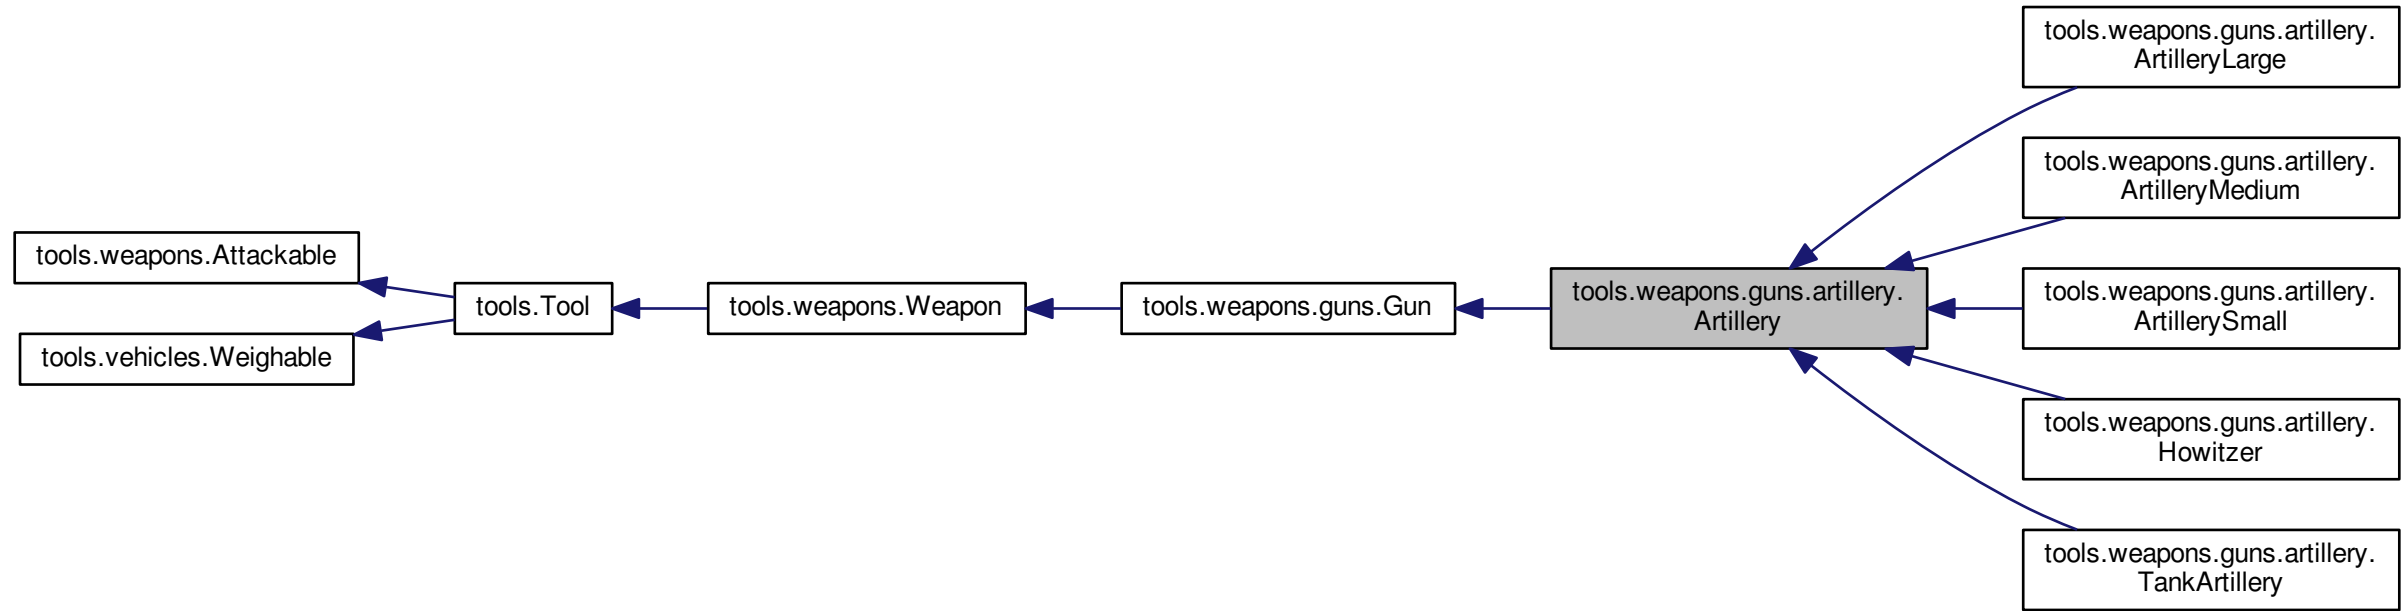 tools.weapons.Attackable
tools.vehicles.Weighable
tools.Tool
tools.weapons.Weapon
tools.weapons.guns.Gun
tools.weapons.guns.artillery.
Artillery
tools.weapons.guns.artillery.
ArtilleryLarge
tools.weapons.guns.artillery.
ArtilleryMedium
tools.weapons.guns.artillery.
ArtillerySmall
tools.weapons.guns.artillery.
Howitzer
tools.weapons.guns.artillery.
TankArtillery